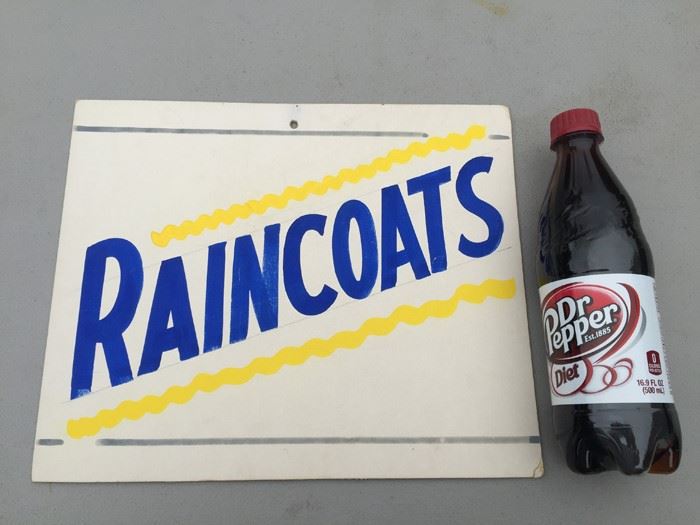 RAINCOATS
Dr
Pepper
EST.1885
Diet
0
16.9 FL OZ
(500 mL)